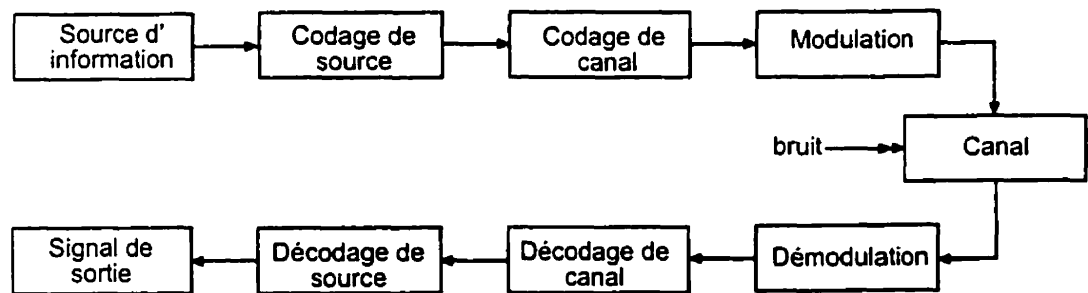 Source d'
information
Codage de
source
Codage de
canal
Modulation
bruit
Canal
Signal de
sortie
Décodage de
source
Décodage de
canal
Démodulation